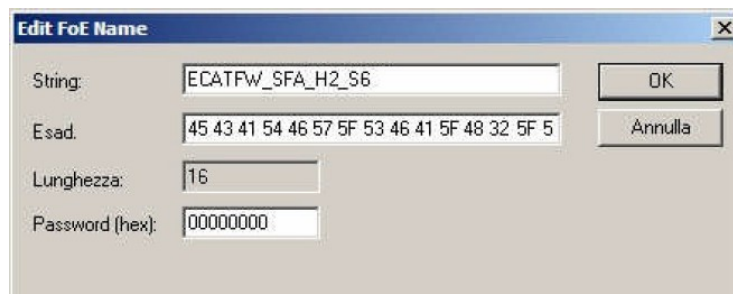 Edit FoE Name
String: ECATFW_SFA_H2_S6 OK
Esad. 45 43 41 54 46 57 5F 53 46 41 5F 48 32 5F 5 Annulla
Lunghezza: 16
Password (hex): 00000000